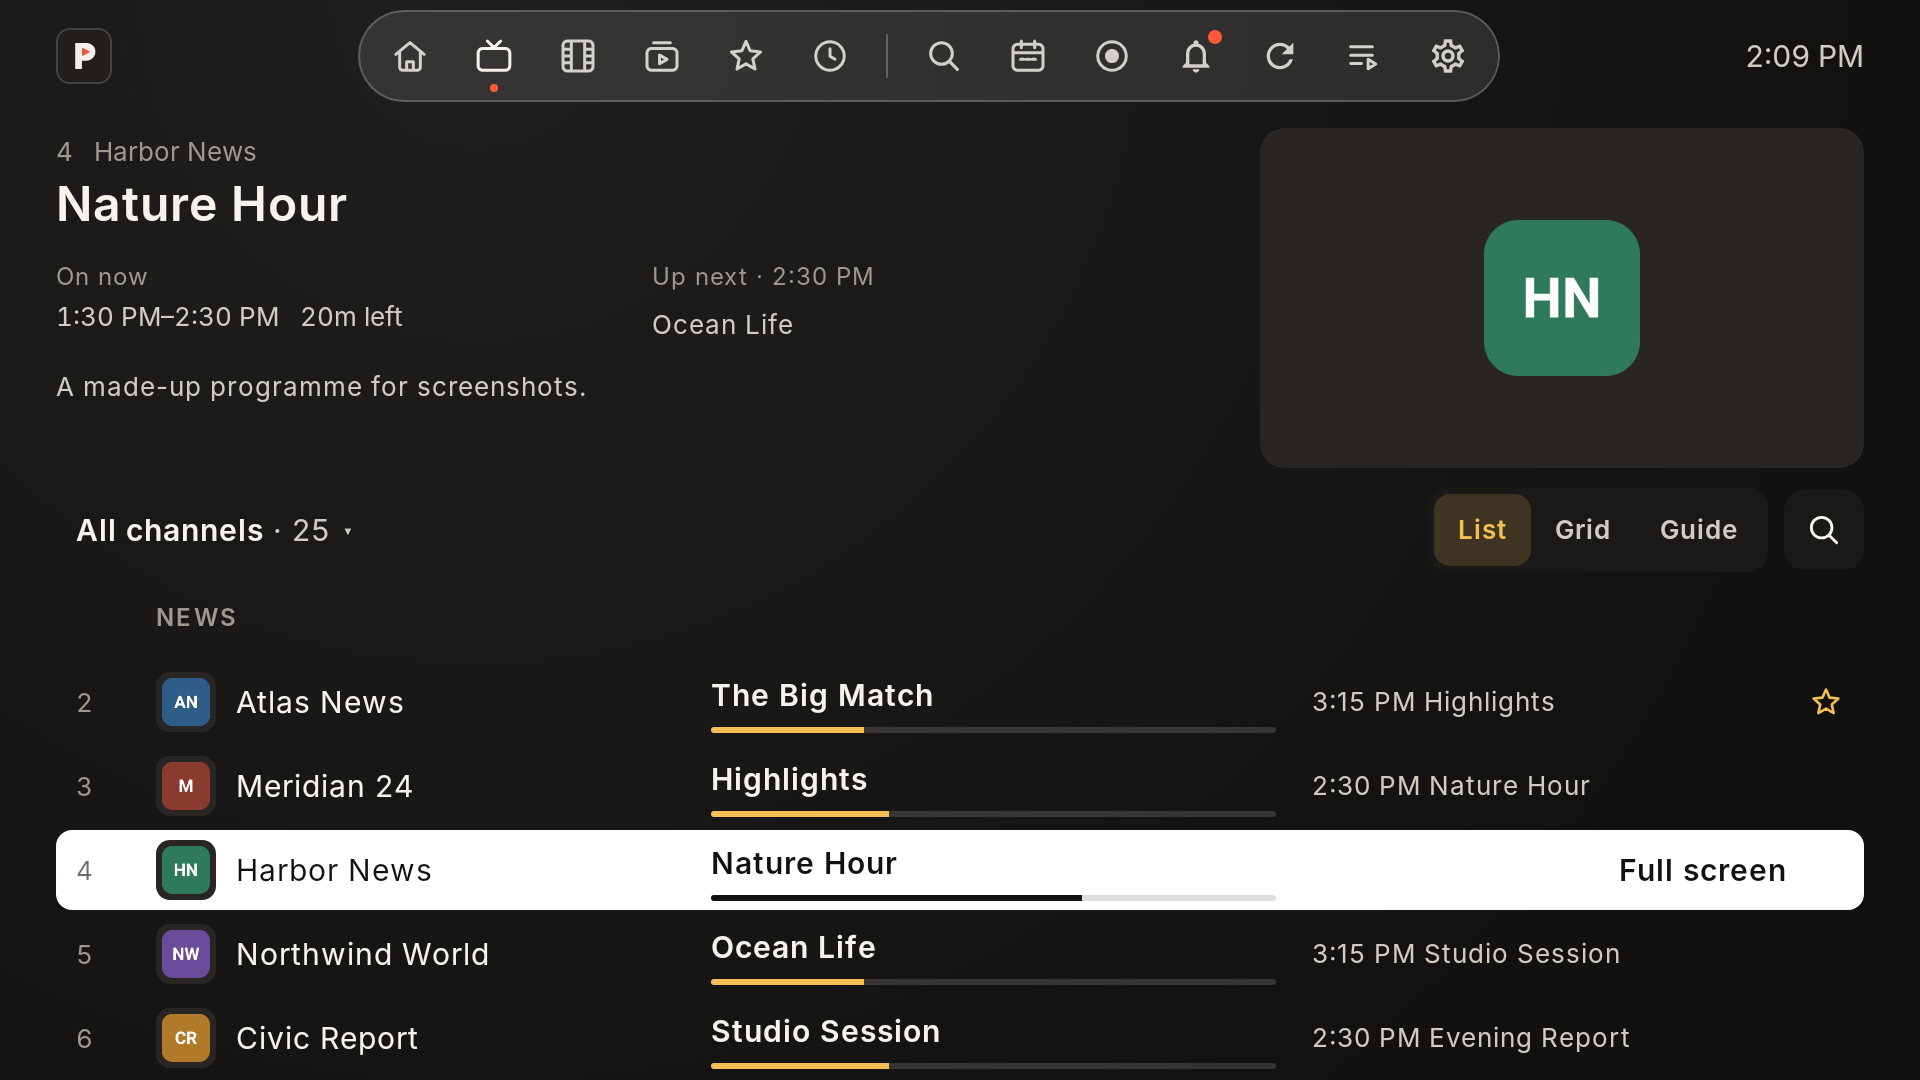 P
2:09 PM
4 Harbor News
Nature Hour
On now
1:30 PM–2:30 PM 20m left
Up next · 2:30 PM
Ocean Life
A made-up programme for screenshots.
HN
All channels · 25
List Grid Guide
NEWS
2 AN Atlas News The Big Match 3:15 PM Highlights
3 M Meridian 24 Highlights 2:30 PM Nature Hour
4 HN Harbor News Nature Hour Full screen
5 NW Northwind World Ocean Life 3:15 PM Studio Session
6 CR Civic Report Studio Session 2:30 PM Evening Report